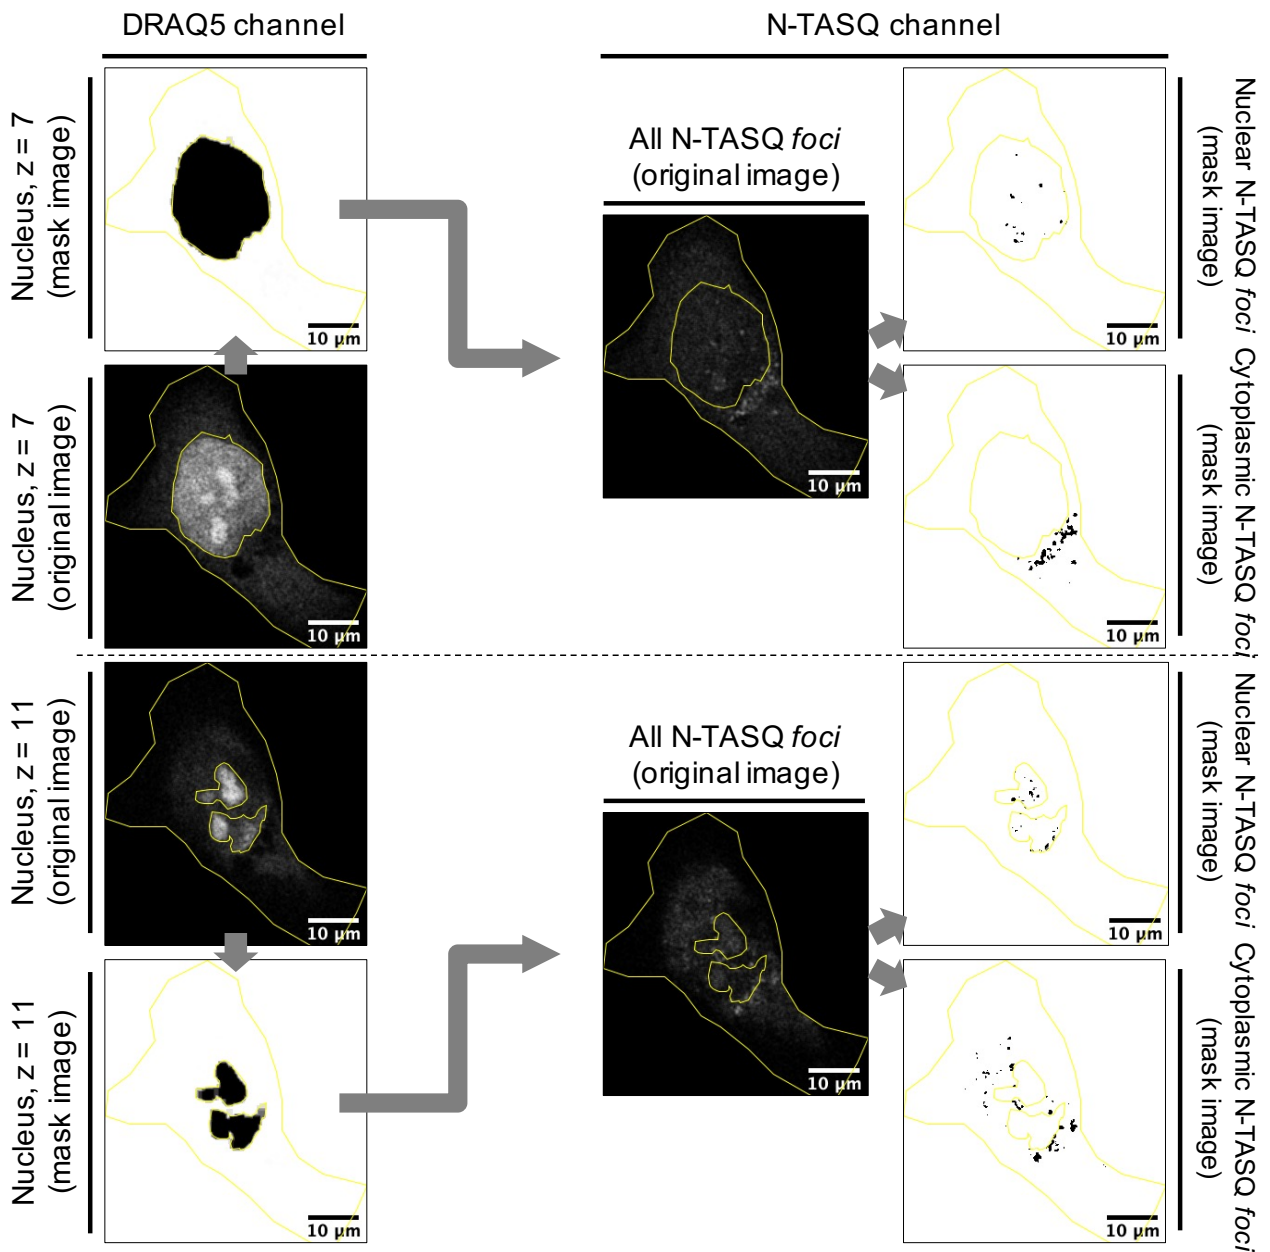 DRAQ5 channel
N-TASQ channel
Nucleus, z = 7
(mask image)
10 µm
All N-TASQ foci
(original image)
10 µm
Nuclear N-TASQ foci
(mask image)
10 µm
Nucleus, z = 7
(original image)
10 µm
Cytoplasmic N-TASQ foci
(mask image)
10 µm
Nucleus, z = 11
(original image)
10 µm
All N-TASQ foci
(original image)
10 µm
Nuclear N-TASQ foci
(mask image)
10 µm
Nucleus, z = 11
(mask image)
10 µm
Cytoplasmic N-TASQ foci
(mask image)
10 µm